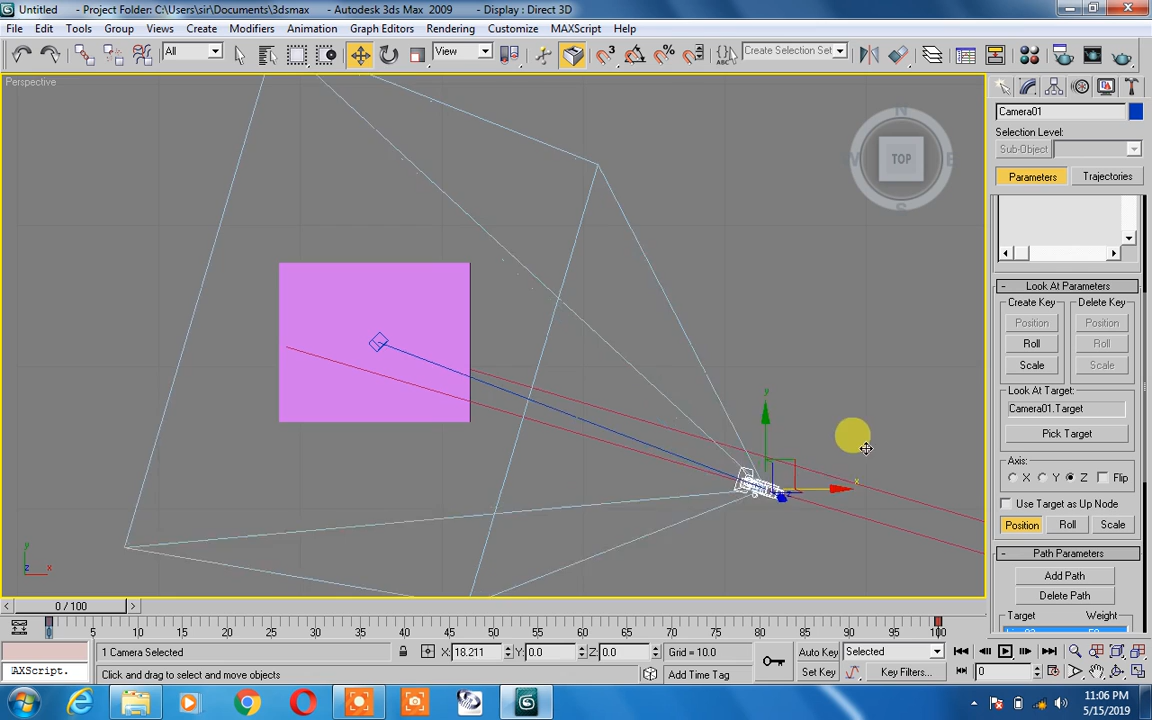 Untitled - Project Folder: C:\Users\sir\Documents\3dsmax - Autodesk 3ds Max 2009 - Display : Direct 3D
File Edit Tools Group Views Create Modifiers Animation Graph Editors Rendering Customize MAXScript Help
All View Create Selection Set
Perspective
TOP
Camera01
Selection Level:
Sub-Object
Parameters Trajectories
Look At Parameters
Create Key Delete Key
Position Position
Roll Roll
Scale Scale
Look At Target:
Camera01.Target
Pick Target
Axis:
X Y Z Flip
Use Target as Up Node
Position Roll Scale
Path Parameters
Add Path
Delete Path
Target Weight
y
x
y
z x
0 / 100
0 5 10 15 20 25 30 35 40 45 50 55 60 65 70 75 80 85 90 95 100
1 Camera Selected X: 18.211 Y: 0.0 Z: 0.0 Grid = 10.0 Auto Key Selected
AXScript. Click and drag to select and move objects Add Time Tag Set Key Key Filters... 0
11:06 PM
5/15/2019